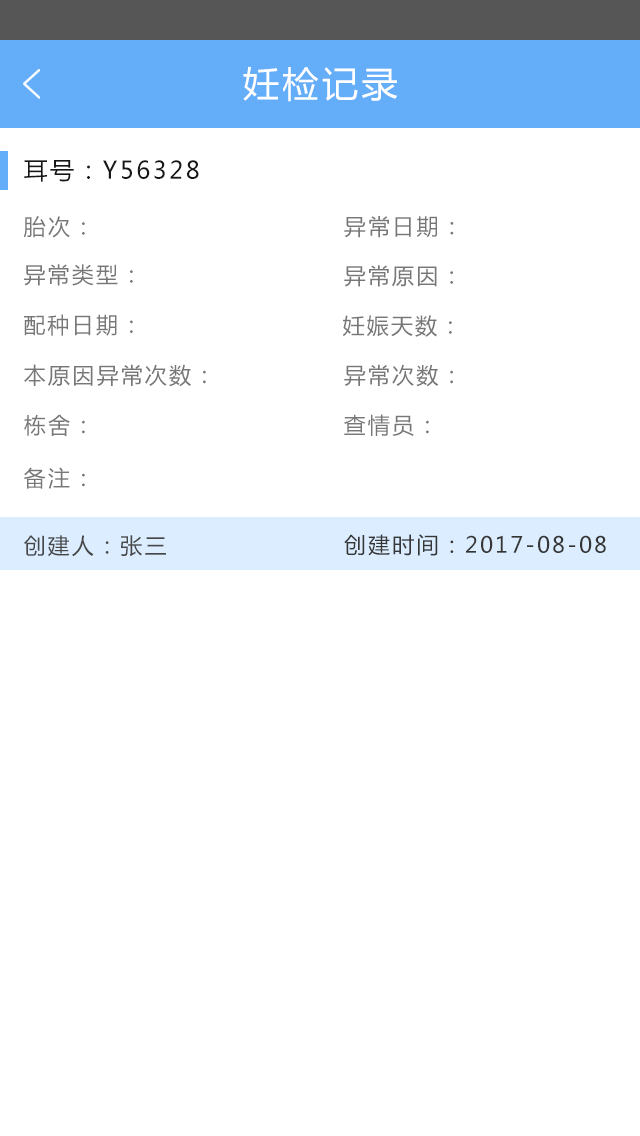 妊检记录
耳号：Y56328
胎次： 异常日期：
异常类型： 异常原因：
配种日期： 妊娠天数：
本原因异常次数： 异常次数：
栋舍： 查情员：
备注：
创建人：张三 创建时间：2017-08-08